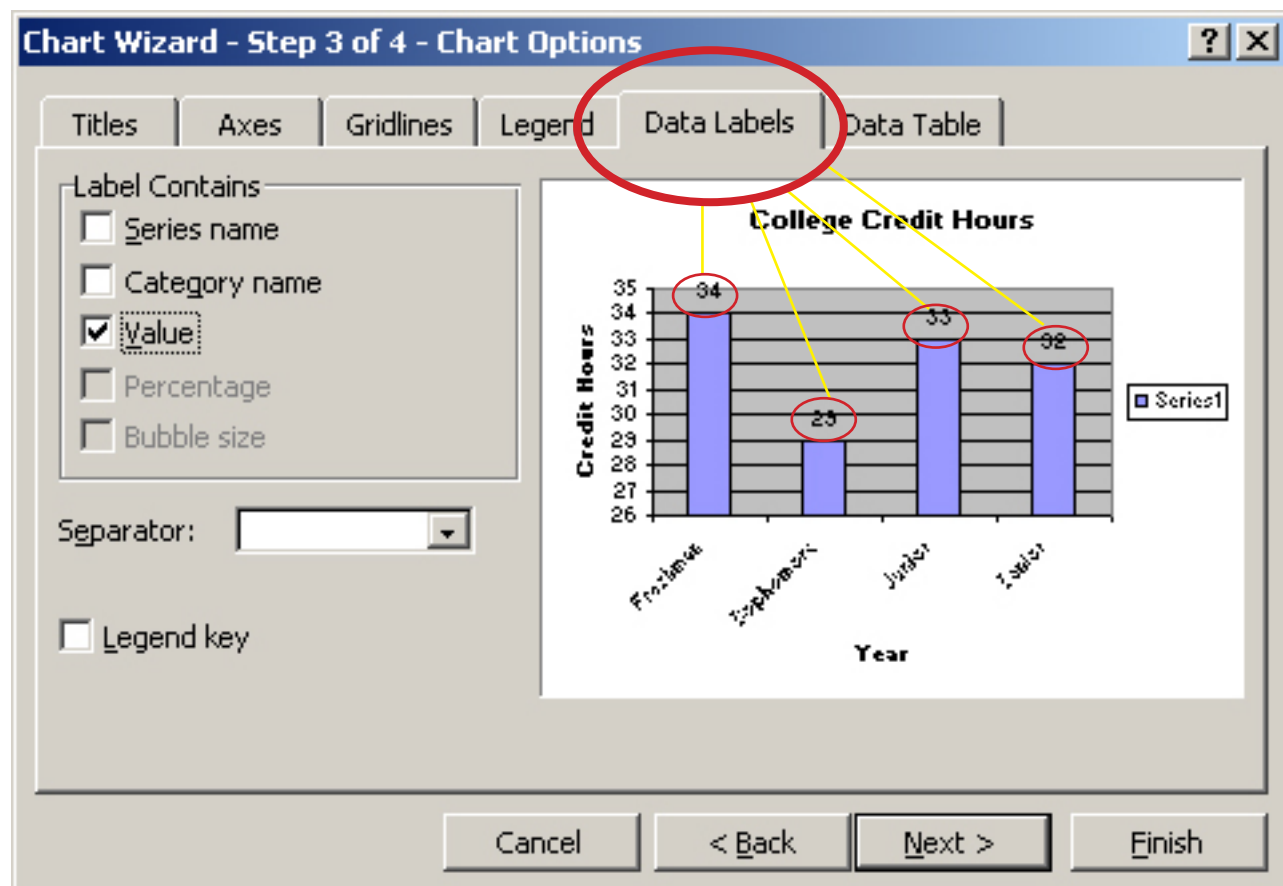 Chart Wizard - Step 3 of 4 - Chart Options
Titles
Axes
Gridlines
Legend
Data Labels
Data Table
Label Contains
Series name
Category name
Value
Percentage
Bubble size
Separator:
Legend key
College Credit Hours
Credit Hours
35
34
33
32
31
30
29
28
27
26
34
29
33
32
Freshman
Sophomore
Junior
Senior
Year
Series1
Cancel
< Back
Next >
Finish